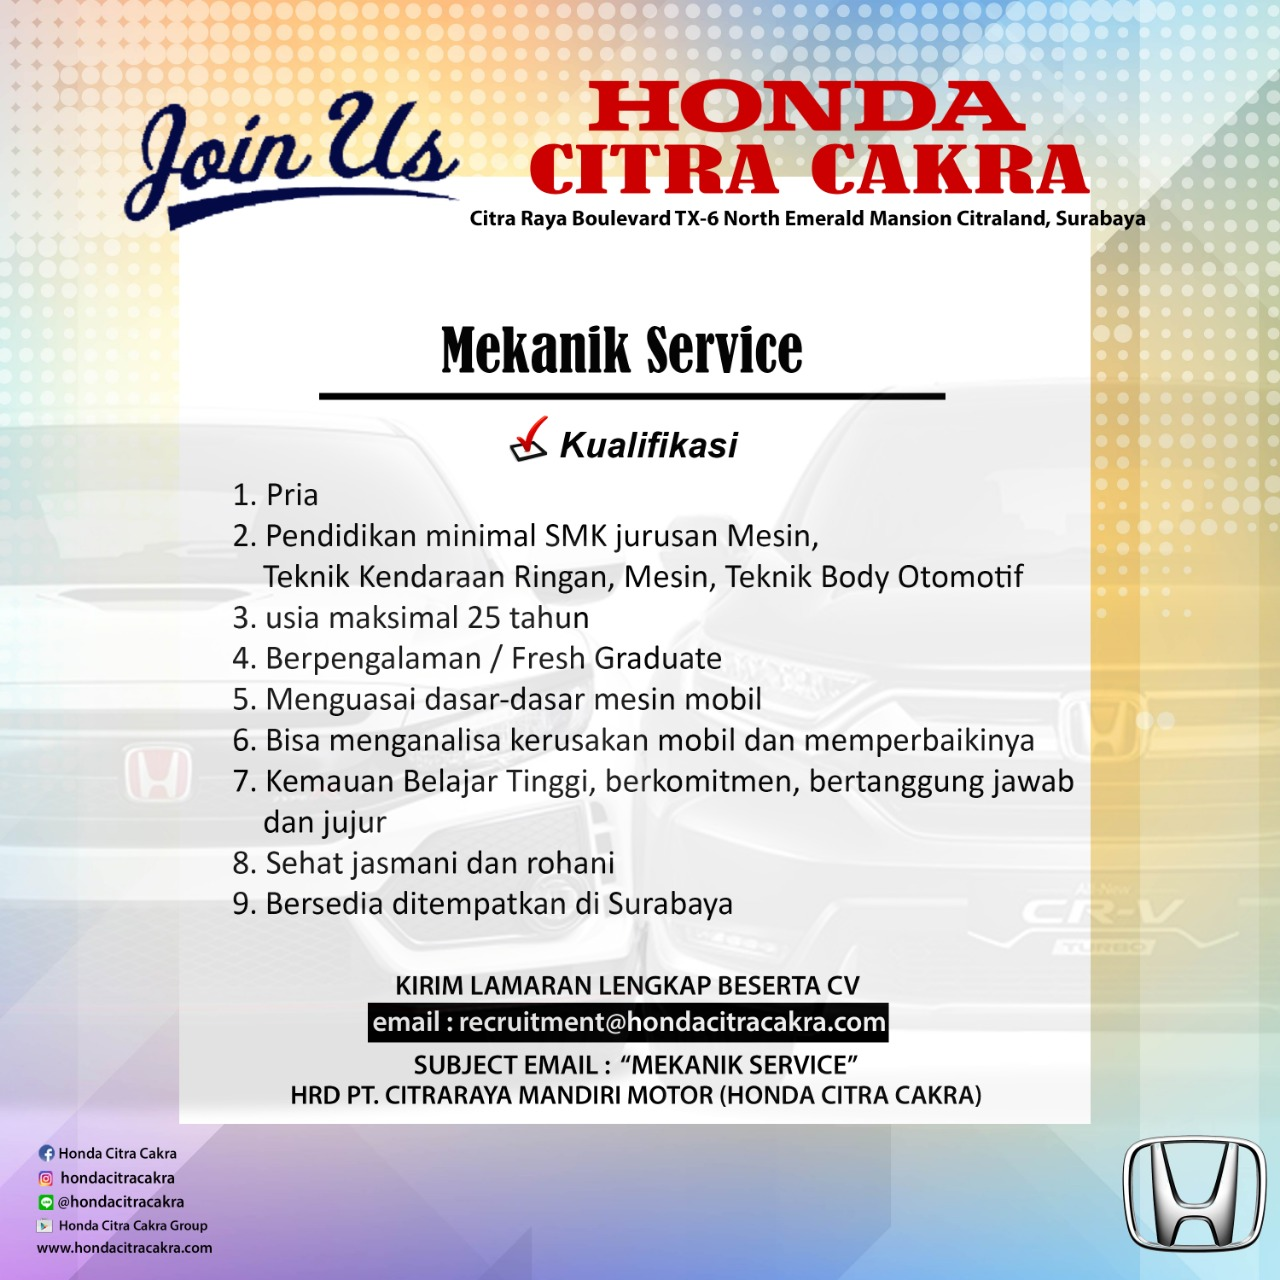 Join Us
HONDA
CITRA CAKRA
Citra Raya Boulevard TX-6 North Emerald Mansion Citraland, Surabaya
Mekanik Service
Kualifikasi
1. Pria
2. Pendidikan minimal SMK jurusan Mesin,
Teknik Kendaraan Ringan, Mesin, Teknik Body Otomotif
3. usia maksimal 25 tahun
4. Berpengalaman / Fresh Graduate
5. Menguasai dasar-dasar mesin mobil
6. Bisa menganalisa kerusakan mobil dan memperbaikinya
7. Kemauan Belajar Tinggi, berkomitmen, bertanggung jawab
dan jujur
8. Sehat jasmani dan rohani
9. Bersedia ditempatkan di Surabaya
All-New
CR-V
TURBO
KIRIM LAMARAN LENGKAP BESERTA CV
email : recruitment@hondacitracakra.com
SUBJECT EMAIL : “MEKANIK SERVICE”
HRD PT. CITRARAYA MANDIRI MOTOR (HONDA CITRA CAKRA)
Honda Citra Cakra
hondacitracakra
@hondacitracakra
Honda Citra Cakra Group
www.hondacitracakra.com